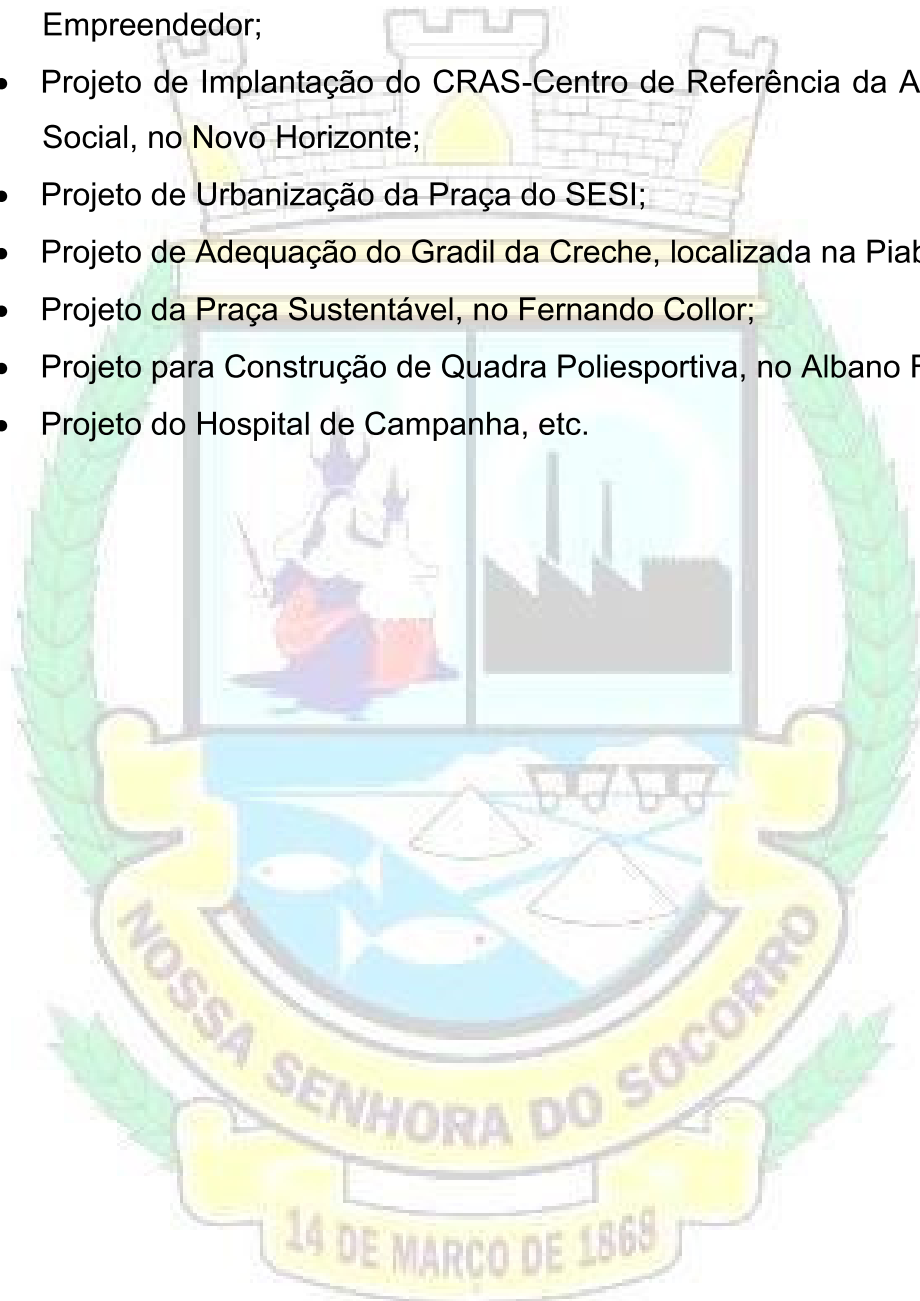 Empreendedor;
• Projeto de Implantação do CRAS-Centro de Referência da A
Social, no Novo Horizonte;
• Projeto de Urbanização da Praça do SESI;
• Projeto de Adequação do Gradil da Creche, localizada na Piab
• Projeto da Praça Sustentável, no Fernando Collor;
• Projeto para Construção de Quadra Poliesportiva, no Albano F
• Projeto do Hospital de Campanha, etc.
NOSSA SENHORA DO SOCORRO
14 DE MARÇO DE 1868